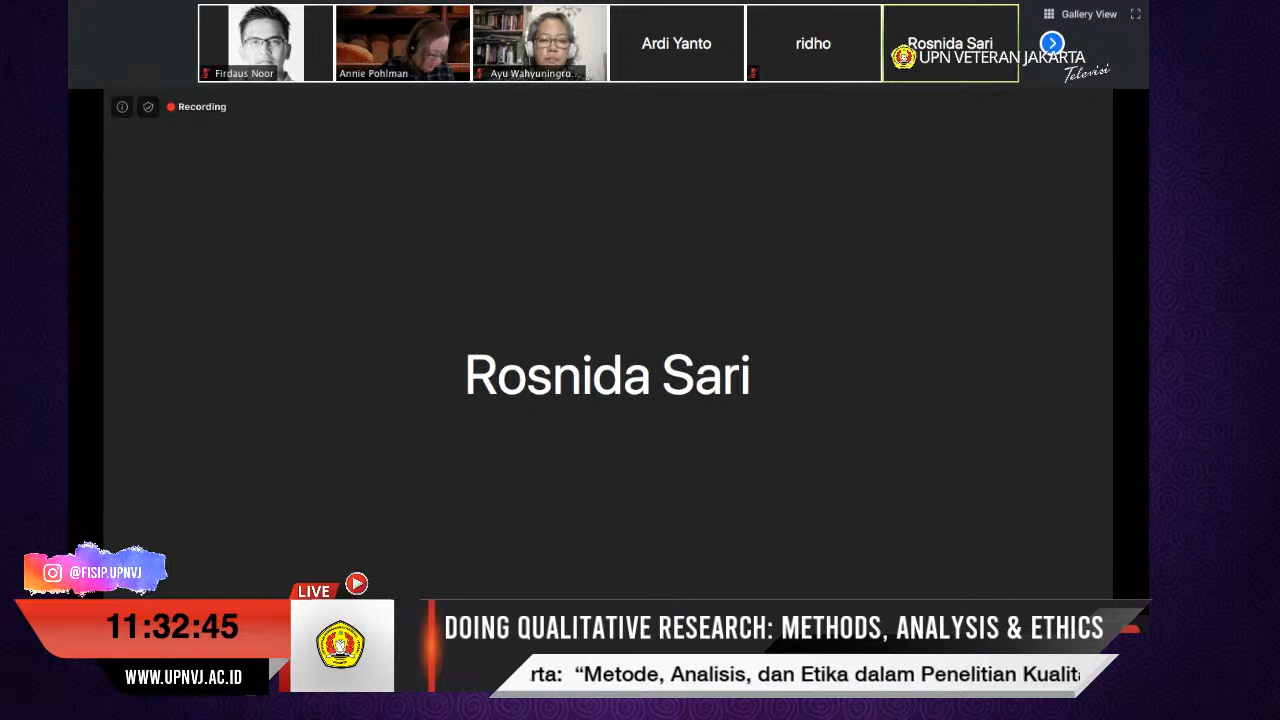 Gallery View
Firdaus Noor
Annie Pohlman
Ayu Wahyuningro...
Ardi Yanto
ridho
Rosnida Sari
UPN VETERAN JAKARTA
Televisi
Recording
Rosnida Sari
@FISIP.UPNVJ
LIVE
11:32:45
WWW.UPNVJ.AC.ID
DOING QUALITATIVE RESEARCH: METHODS, ANALYSIS & ETHICS
rta: “Metode, Analisis, dan Etika dalam Penelitian Kualit